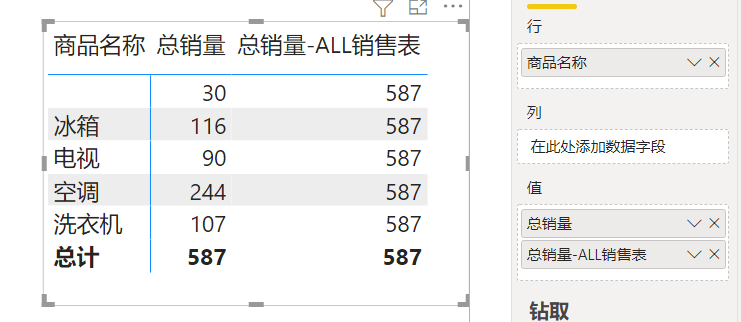 商品名称 总销量 总销量-ALL销售表
30 587
冰箱 116 587
电视 90 587
空调 244 587
洗衣机 107 587
总计 587 587
行
商品名称
列
在此处添加数据字段
值
总销量
总销量-ALL销售表
钻取